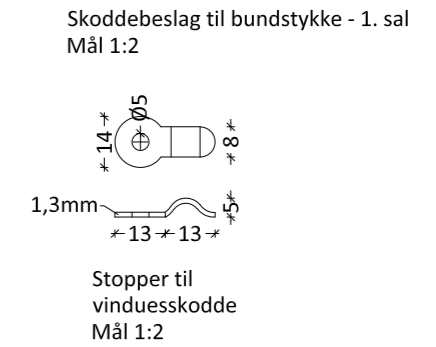 Skoddebeslag til bundstykke - 1. sal
Mål 1:2
Ø5
14
8
1,3mm
5
13 13
Stopper til
vinduesskodde
Mål 1:2